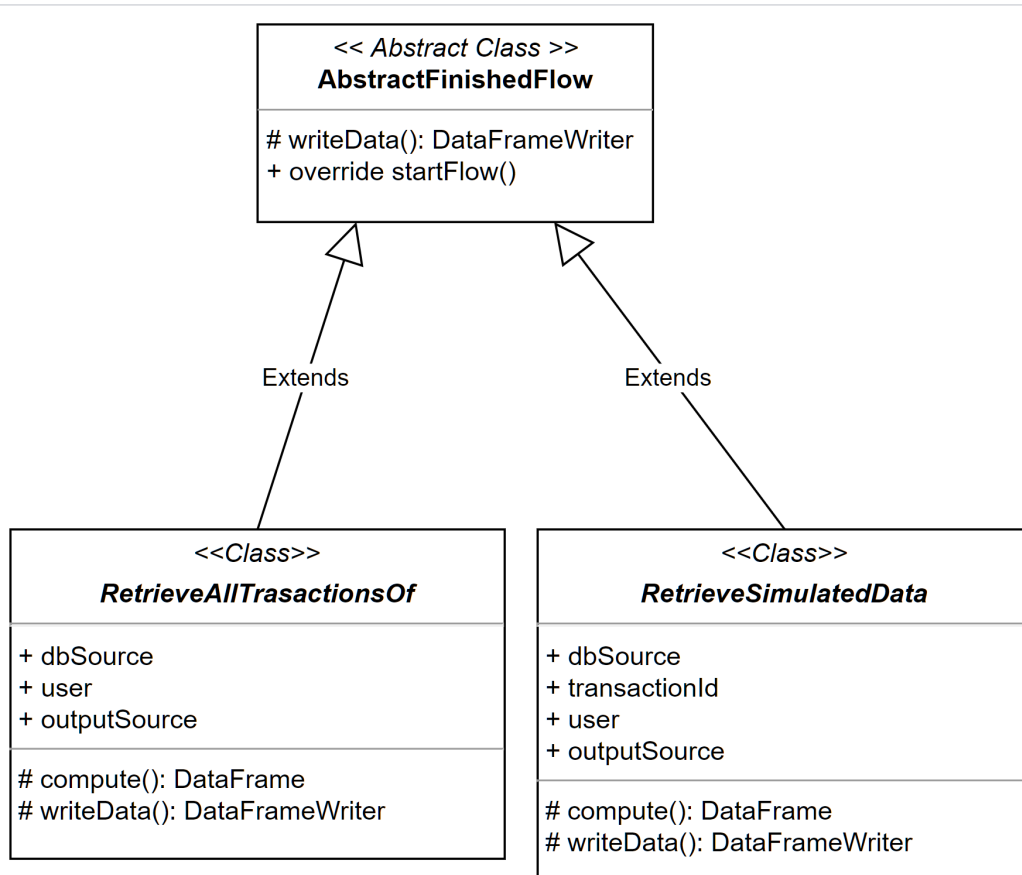 << Abstract Class >>
AbstractFinishedFlow
# writeData(): DataFrameWriter
+ override startFlow()
Extends
Extends
<<Class>>
RetrieveAllTrasactionsOf
+ dbSource
+ user
+ outputSource
# compute(): DataFrame
# writeData(): DataFrameWriter
<<Class>>
RetrieveSimulatedData
+ dbSource
+ transactionId
+ user
+ outputSource
# compute(): DataFrame
# writeData(): DataFrameWriter